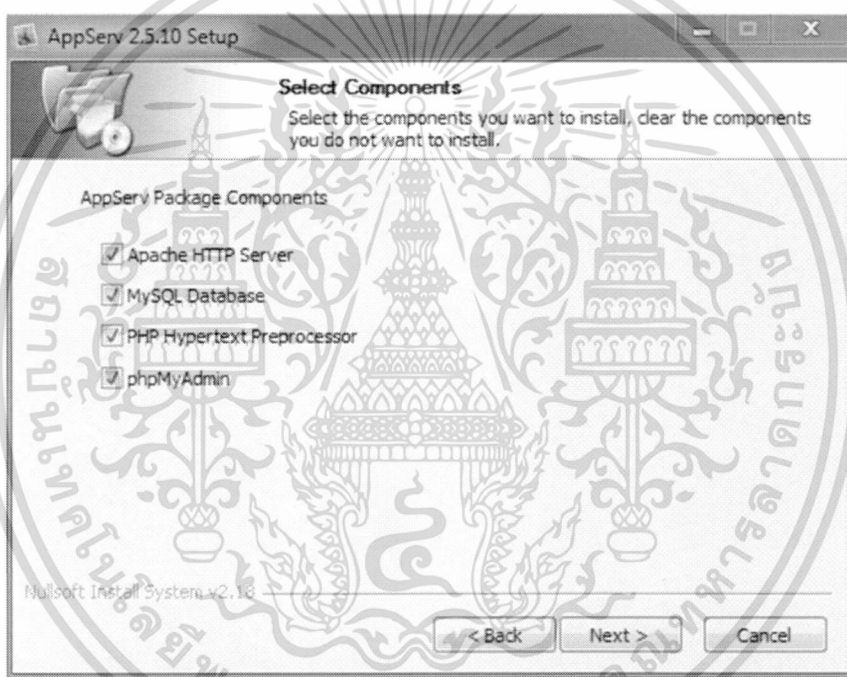 AppServ 2.5.10 Setup
Select Components
Select the components you want to install, clear the components
you do not want to install.
AppServ Package Components
Apache HTTP Server
MySQL Database
PHP Hypertext Preprocessor
phpMyAdmin
Nullsoft Install System v2.18
< Back
Next >
Cancel